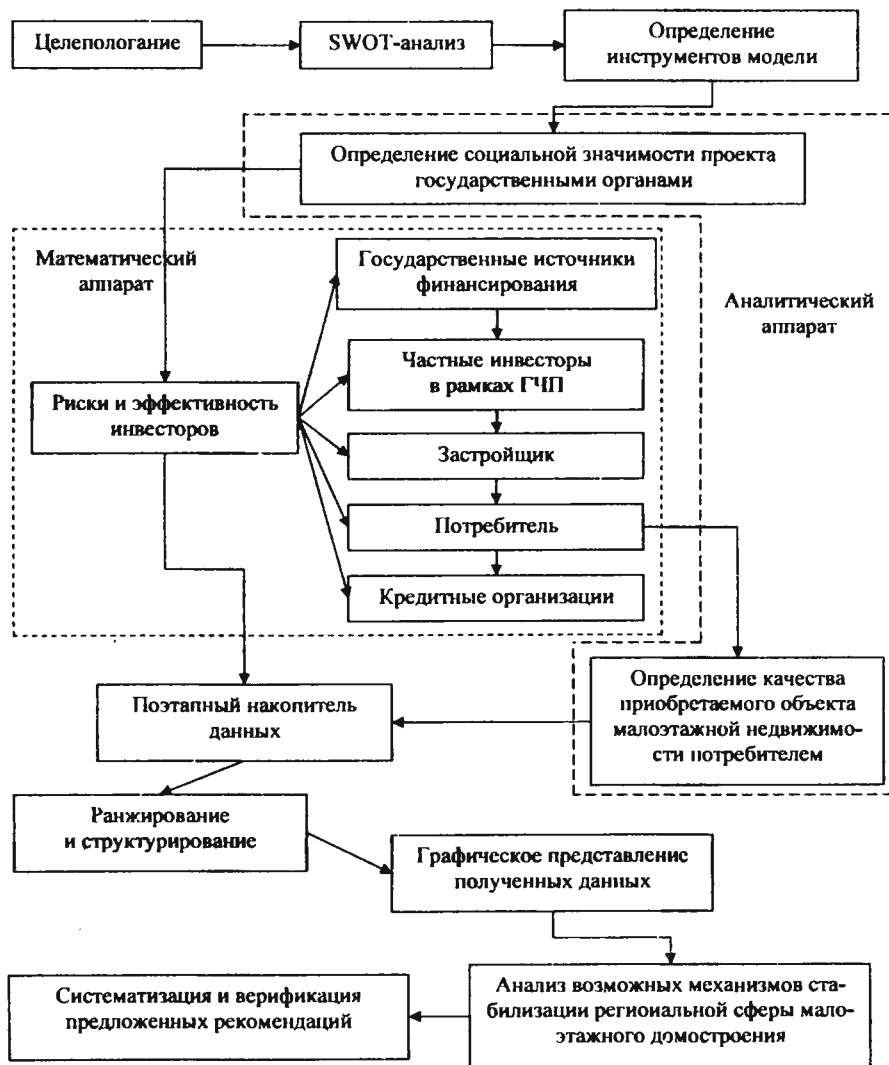 Целепологание
SWOT-анализ
Определение
инструментов модели
Определение социальной значимости проекта
государственными органами
Математический
аппарат
Государственные источники
финансирования
Аналитический
аппарат
Частные инвесторы
в рамках ГЧП
Риски и эффективность
инвесторов
Застройщик
Потребитель
Кредитные организации
Определение качества
приобретаемого объекта
малоэтажной недвижимо-
сти потребителем
Поэтапный накопитель
данных
Ранжирование
и структурирование
Графическое представление
полученных данных
Анализ возможных механизмов ста-
билизации региональной сферы мало-
этажного домостроения
Систематизация и верификация
предложенных рекомендаций